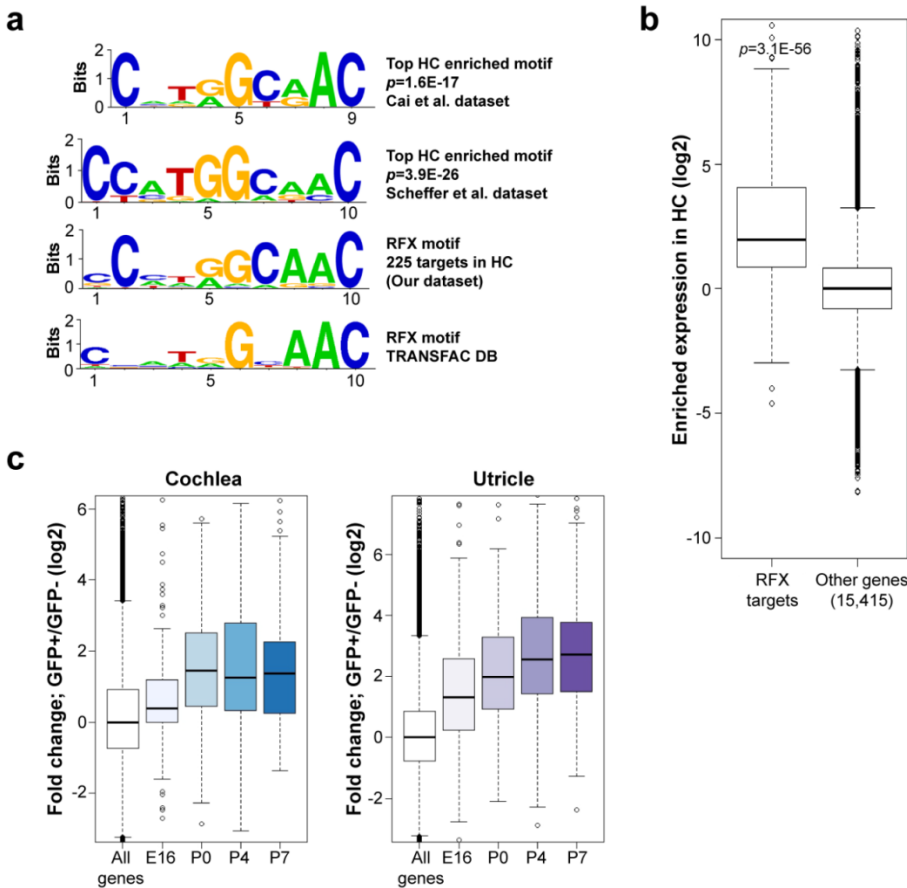 a
Bits
2
1
0
C TGGCAAC
1 5 9
Top HC enriched motif
p=1.6E-17
Cai et al. dataset
Bits
2
1
0
CCATGGCAAC
1 5 10
Top HC enriched motif
p=3.9E-26
Scheffer et al. dataset
Bits
2
1
0
CCCTGGCAAC
1 5 10
RFX motif
225 targets in HC
(Our dataset)
Bits
2
1
0
C ATGG AAC
1 5 10
RFX motif
TRANSFAC DB
b
p=3.1E-56
Enriched expression in HC (log2)
10
5
0
-5
-10
RFX targets
Other genes (15,415)
c
Cochlea
Fold change; GFP+/GFP- (log2)
6
4
2
0
-2
All genes E16 P0 P4 P7
Utricle
Fold change; GFP+/GFP- (log2)
6
4
2
0
-2
All genes E16 P0 P4 P7